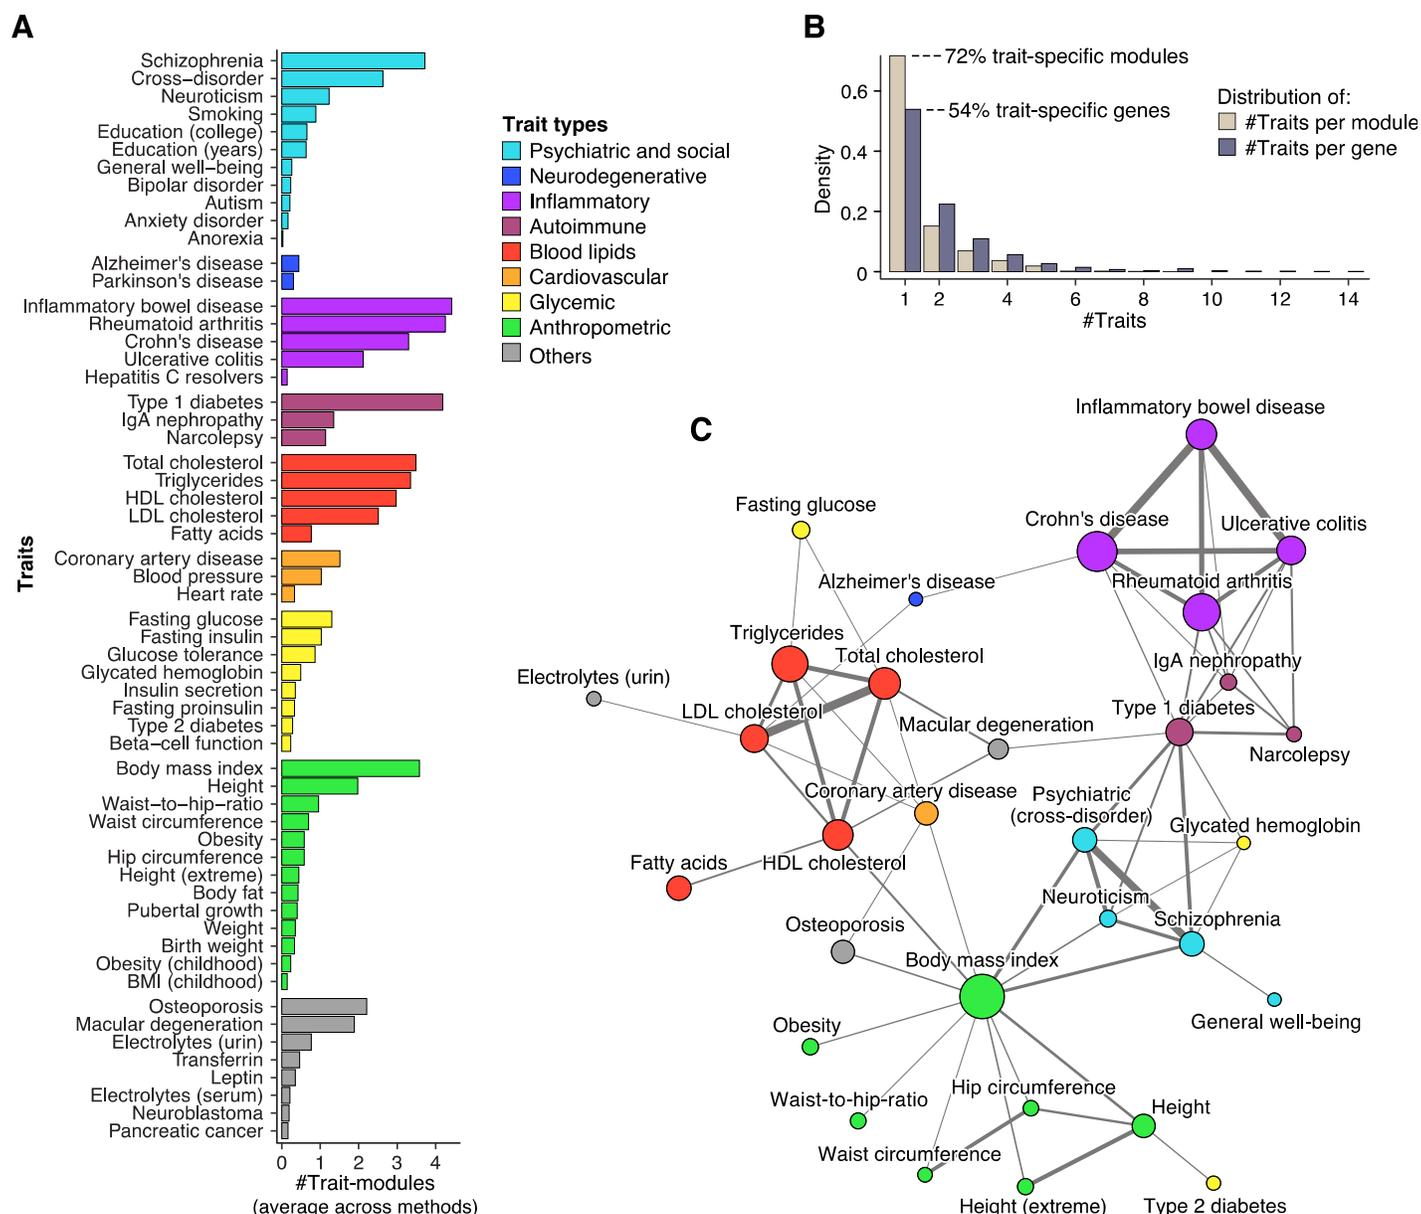 A
Schizophrenia
Cross−disorder
Neuroticism
Smoking
Education (college)
Education (years)
General well−being
Bipolar disorder
Autism
Anxiety disorder
Anorexia
Alzheimer's disease
Parkinson's disease
Inflammatory bowel disease
Rheumatoid arthritis
Crohn's disease
Ulcerative colitis
Hepatitis C resolvers
Type 1 diabetes
IgA nephropathy
Narcolepsy
Total cholesterol
Triglycerides
HDL cholesterol
LDL cholesterol
Fatty acids
Coronary artery disease
Blood pressure
Heart rate
Fasting glucose
Fasting insulin
Glucose tolerance
Glycated hemoglobin
Insulin secretion
Fasting proinsulin
Type 2 diabetes
Beta−cell function
Body mass index
Height
Waist−to−hip−ratio
Waist circumference
Obesity
Hip circumference
Height (extreme)
Body fat
Pubertal growth
Weight
Birth weight
Obesity (childhood)
BMI (childhood)
Osteoporosis
Macular degeneration
Electrolytes (urin)
Transferrin
Leptin
Electrolytes (serum)
Neuroblastoma
Pancreatic cancer
Traits
0 1 2 3 4
#Trait-modules
(average across methods)
Trait types
Psychiatric and social
Neurodegenerative
Inflammatory
Autoimmune
Blood lipids
Cardiovascular
Glycemic
Anthropometric
Others
B
72% trait-specific modules
54% trait-specific genes
Distribution of:
#Traits per module
#Traits per gene
Density
0.6
0.4
0.2
0
1 2 4 6 8 10 12 14
#Traits
C
Inflammatory bowel disease
Fasting glucose
Crohn's disease
Ulcerative colitis
Alzheimer's disease
Rheumatoid arthritis
Triglycerides
Total cholesterol
IgA nephropathy
Electrolytes (urin)
LDL cholesterol
Macular degeneration
Type 1 diabetes
Narcolepsy
Coronary artery disease
Psychiatric
(cross-disorder)
Glycated hemoglobin
Fatty acids
HDL cholesterol
Neuroticism
Schizophrenia
Osteoporosis
Body mass index
General well-being
Obesity
Hip circumference
Waist-to-hip-ratio
Height
Waist circumference
Height (extreme)
Type 2 diabetes